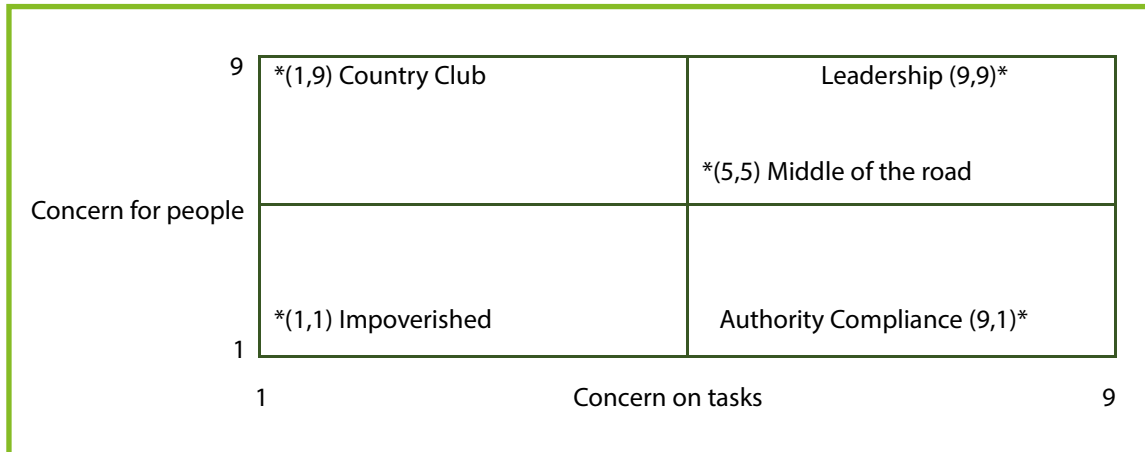 9
*(1,9) Country Club
Leadership (9,9)*
*(5,5) Middle of the road
Concern for people
*(1,1) Impoverished
Authority Compliance (9,1)*
1
1
Concern on tasks
9